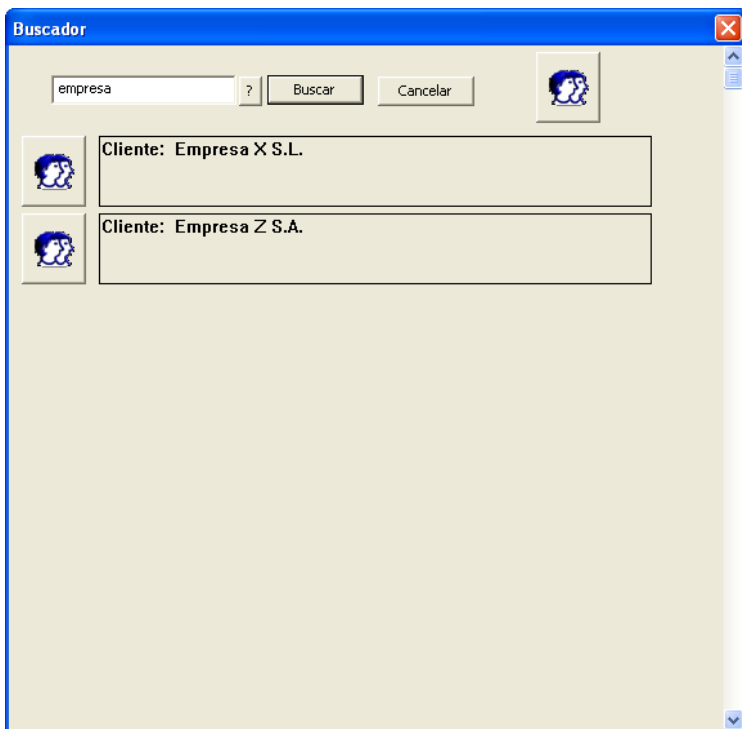 Buscador
empresa ? Buscar Cancelar
Cliente: Empresa X S.L.
Cliente: Empresa Z S.A.